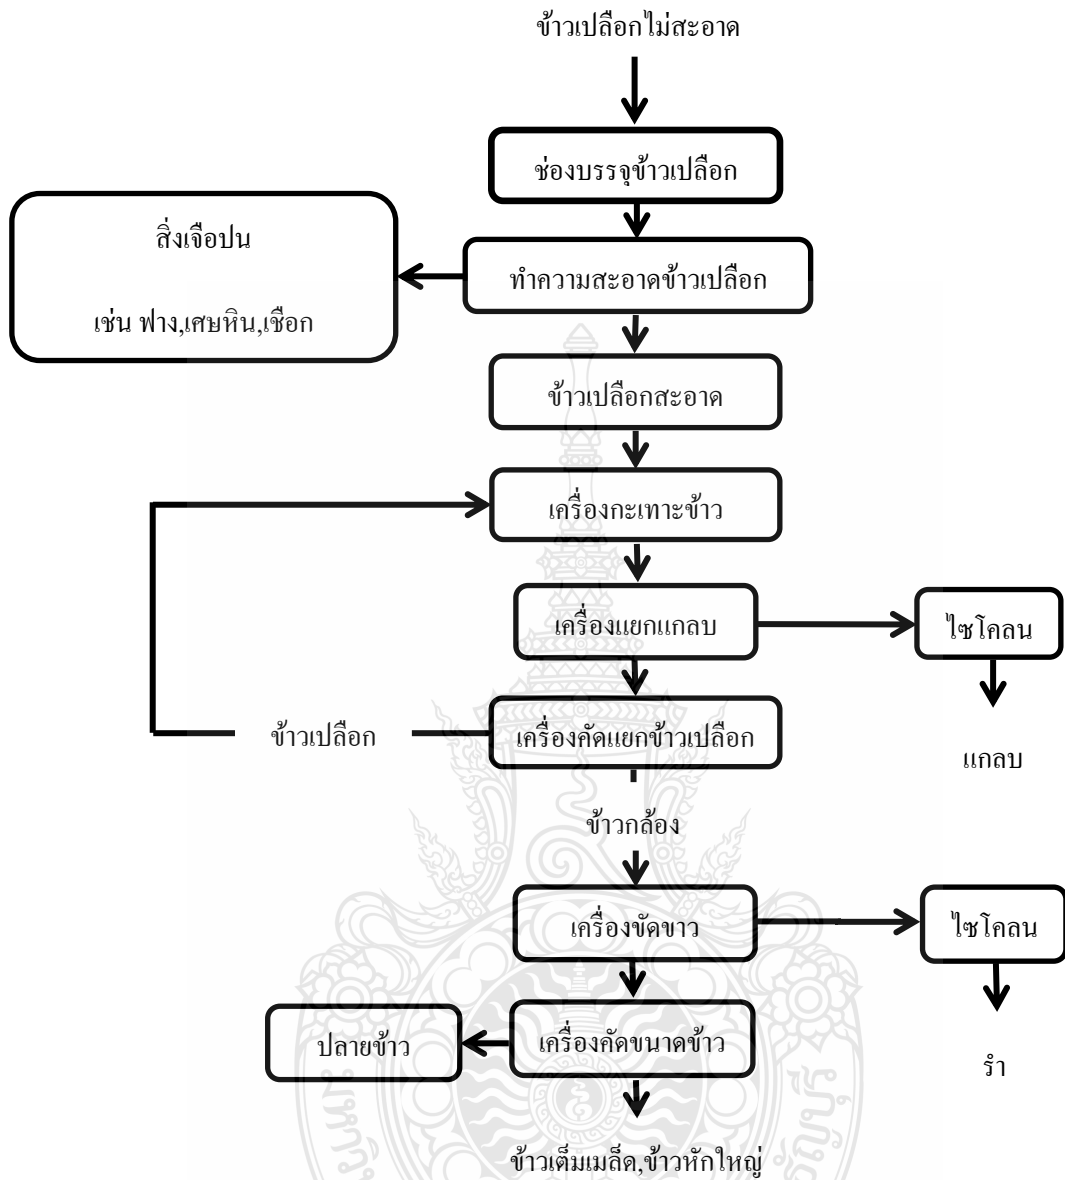 ข้าวเปลือกไม่สะอาด
ช่องบรรจุข้าวเปลือก
สิ่งเจือปน
เช่น ฟาง,เศษหิน,เชือก
ทำความสะอาดข้าวเปลือก
ข้าวเปลือกสะอาด
เครื่องกะเทาะข้าว
เครื่องแยกแกลบ
ไซโคลน
ข้าวเปลือก
เครื่องคัดแยกข้าวเปลือก
แกลบ
ข้าวกล้อง
เครื่องขัดขาว
ไซโคลน
ปลายข้าว
เครื่องคัดขนาดข้าว
รำ
ข้าวเต็มเมล็ด,ข้าวหักใหญ่